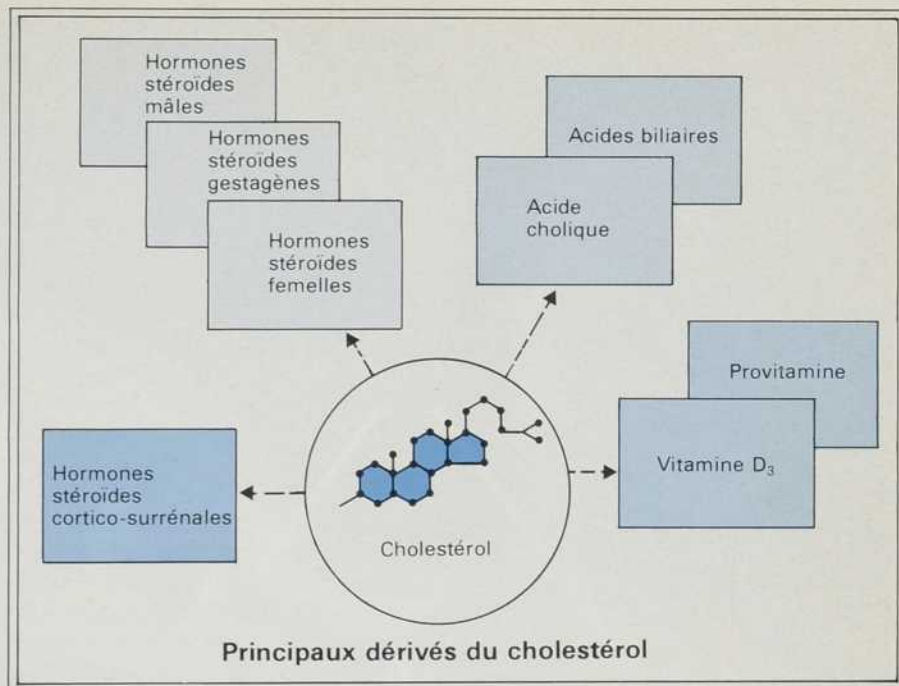 Hormones
stéroïdes
mâles
Hormones
stéroïdes
gestagènes
Hormones
stéroïdes
femelles
Acides biliaires
Acide
cholique
Provitamine
Vitamine D₃
Hormones
stéroïdes
cortico-surrénales
Cholestérol
Principaux dérivés du cholestérol